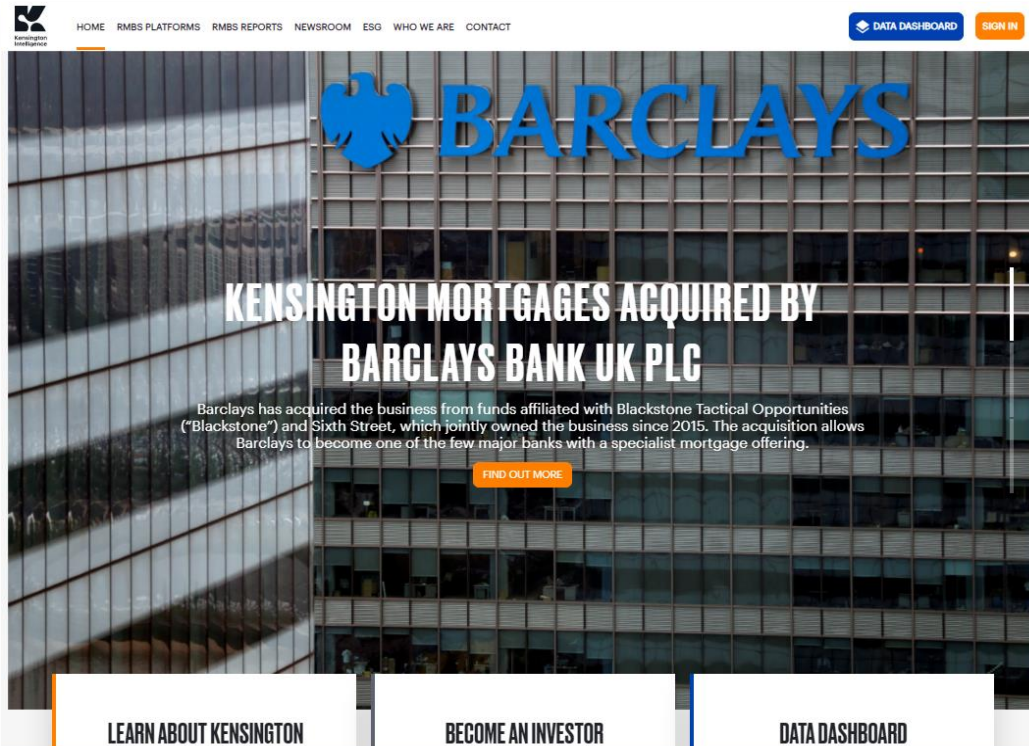 Kensington
Intelligence
HOME RMBS PLATFORMS RMBS REPORTS NEWSROOM ESG WHO WE ARE CONTACT
DATA DASHBOARD
SIGN IN
BARCLAYS
KENSINGTON MORTGAGES ACQUIRED BY
BARCLAYS BANK UK PLC
Barclays has acquired the business from funds affiliated with Blackstone Tactical Opportunities
("Blackstone") and Sixth Street, which jointly owned the business since 2015. The acquisition allows
Barclays to become one of the few major banks with a specialist mortgage offering.
FIND OUT MORE
LEARN ABOUT KENSINGTON
BECOME AN INVESTOR
DATA DASHBOARD